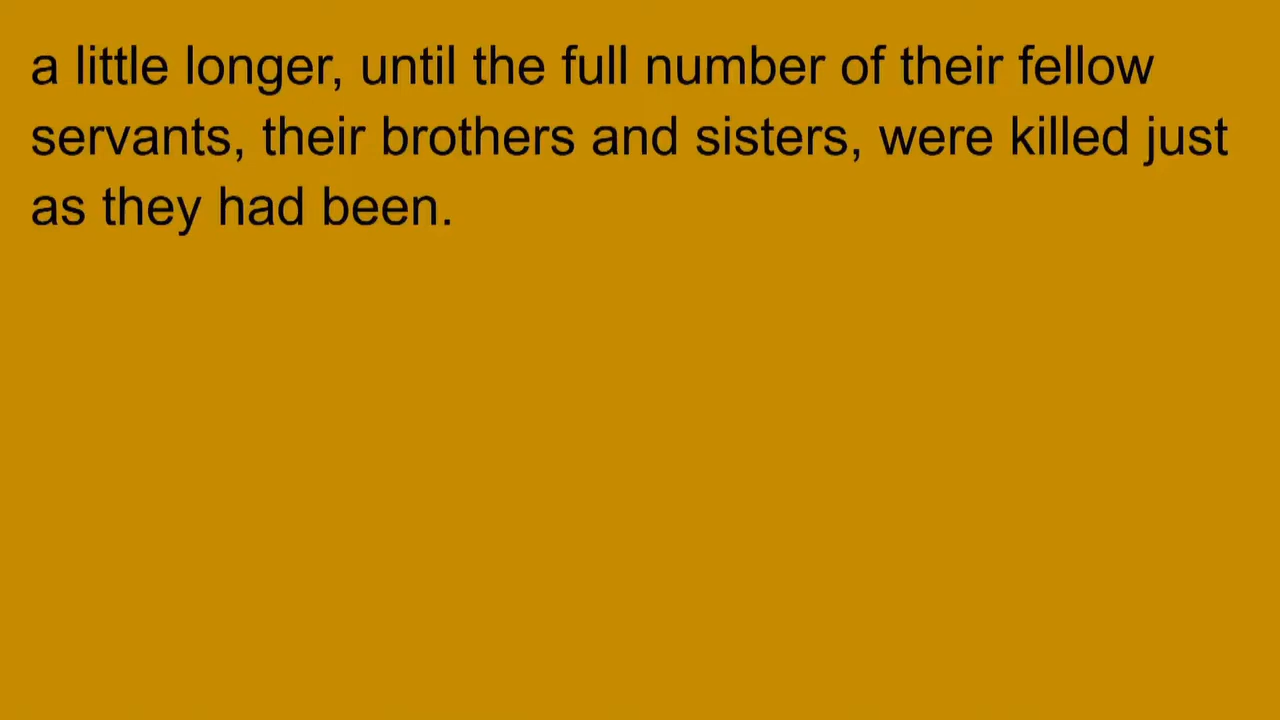 a little longer, until the full number of their fellow
servants, their brothers and sisters, were killed just
as they had been.